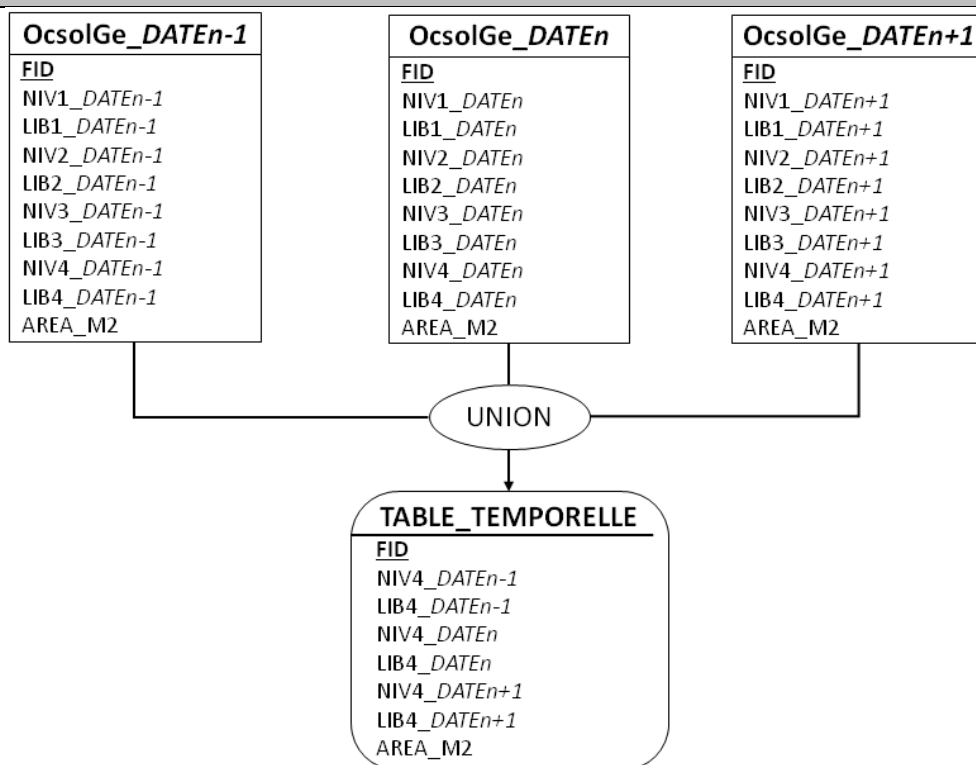 OcsolGe_DATEn-1
FID
NIV1_DATEn-1
LIB1_DATEn-1
NIV2_DATEn-1
LIB2_DATEn-1
NIV3_DATEn-1
LIB3_DATEn-1
NIV4_DATEn-1
LIB4_DATEn-1
AREA_M2
OcsolGe_DATEn
FID
NIV1_DATEn
LIB1_DATEn
NIV2_DATEn
LIB2_DATEn
NIV3_DATEn
LIB3_DATEn
NIV4_DATEn
LIB4_DATEn
AREA_M2
OcsolGe_DATEn+1
FID
NIV1_DATEn+1
LIB1_DATEn+1
NIV2_DATEn+1
LIB2_DATEn+1
NIV3_DATEn+1
LIB3_DATEn+1
NIV4_DATEn+1
LIB4_DATEn+1
AREA_M2
UNION
TABLE_TEMPORELLE
FID
NIV4_DATEn-1
LIB4_DATEn-1
NIV4_DATEn
LIB4_DATEn
NIV4_DATEn+1
LIB4_DATEn+1
AREA_M2